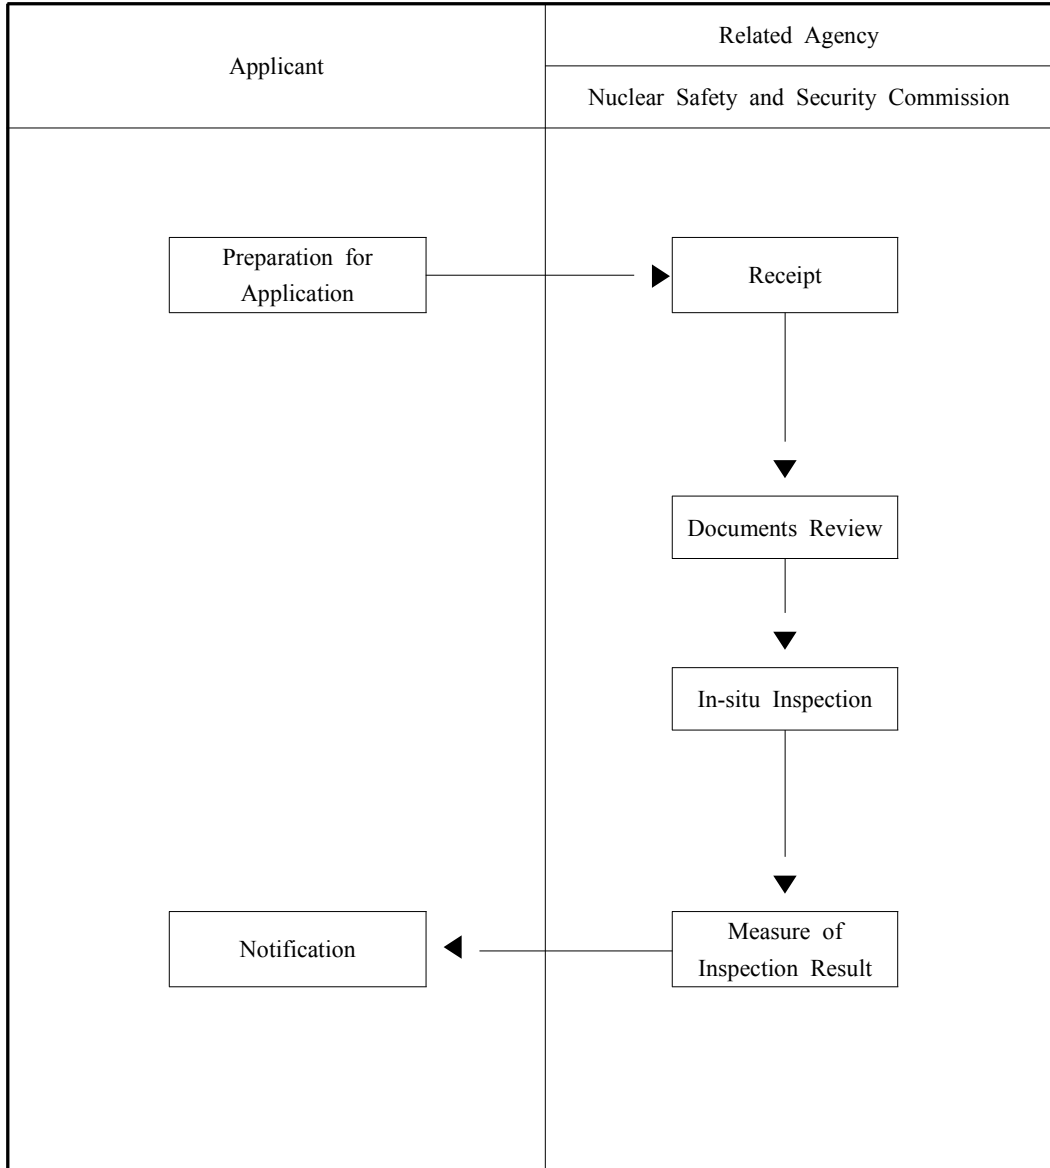 Applicant
Related Agency
Nuclear Safety and Security Commission
Preparation for
Application
Receipt
Documents Review
In-situ Inspection
Notification
Measure of
Inspection Result